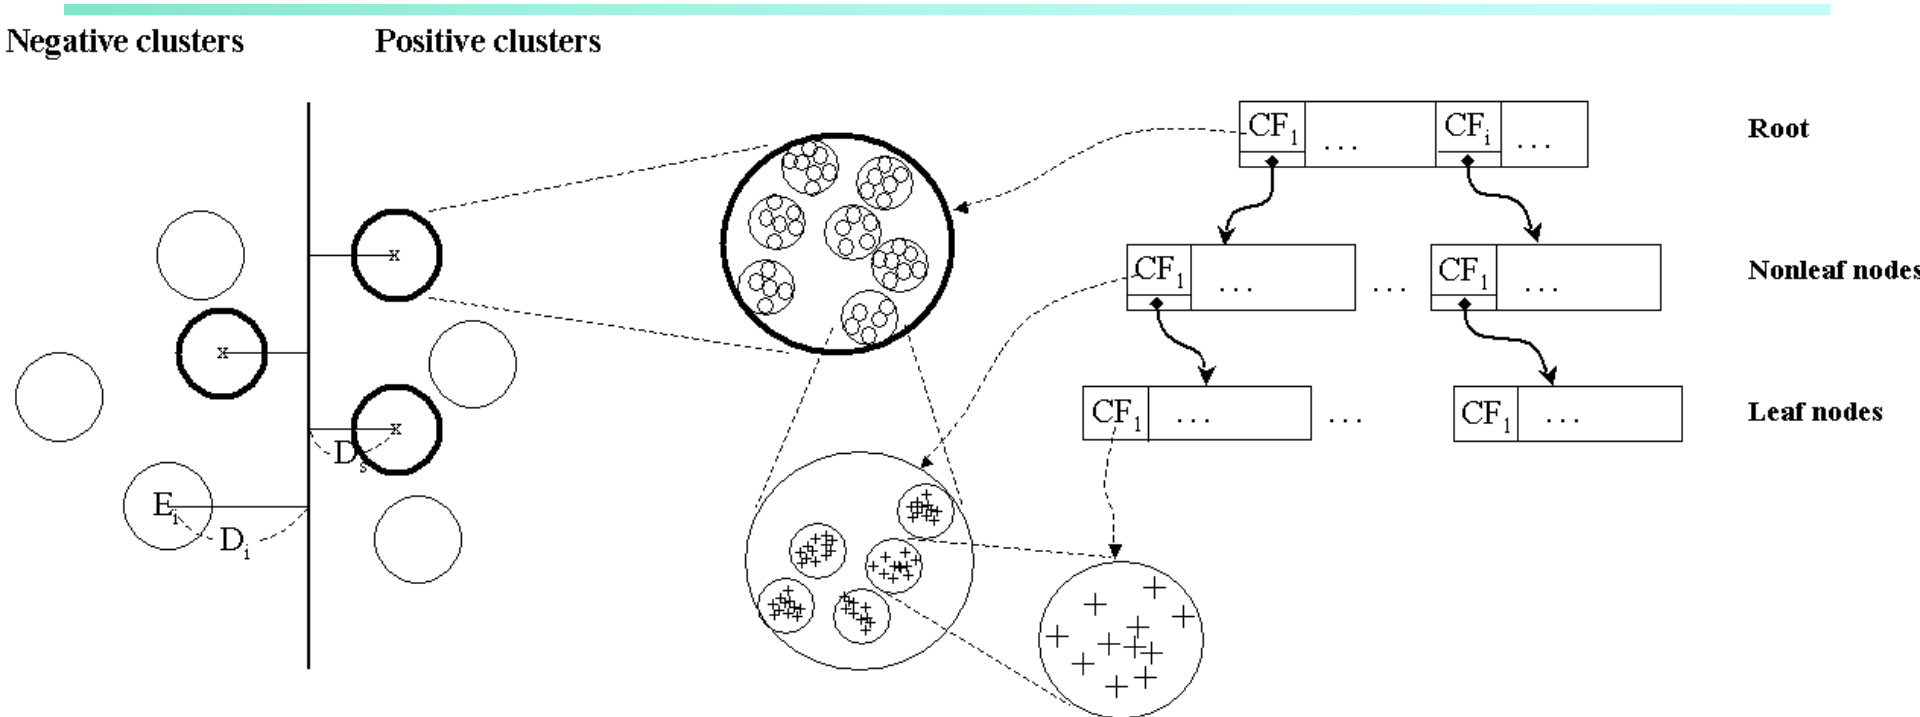 Negative clusters
Positive clusters
CF1 ... CFi ...
Root
CF1 ... ... CF1 ...
Nonleaf nodes
CF1 ... ... CF1 ...
Leaf nodes
x
x
x
Ds
Ei
Di